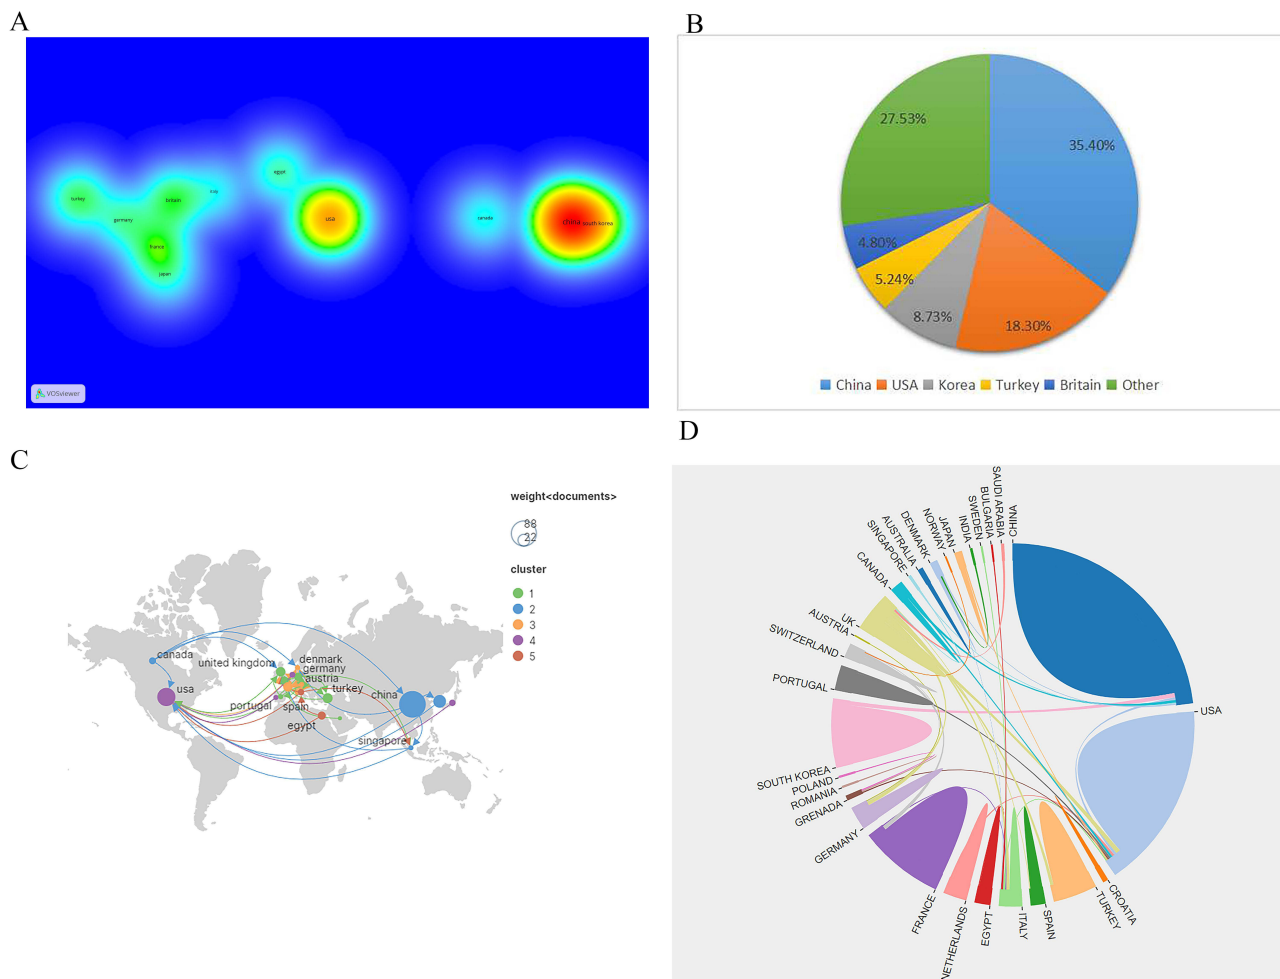 A
turkey
germany
britain
italy
france
japan
egypt
usa
canada
china
south korea
VOSviewer
B
35.40%
18.30%
8.73%
5.24%
4.80%
27.53%
China USA Korea Turkey Britain Other
C
weight<documents>
88
22
cluster
1
2
3
4
5
canada
usa
united kingdom
denmark
germany
austria
turkey
portugal
spain
egypt
china
singapore
D
CHINA
USA
CROATIA
TURKEY
SPAIN
ITALY
EGYPT
NETHERLANDS
FRANCE
GERMANY
GRENADA
ROMANIA
POLAND
SOUTH KOREA
PORTUGAL
SWITZERLAND
AUSTRIA
UK
CANADA
SINGAPORE
AUSTRALIA
DENMARK
NORWAY
JAPAN
INDIA
SWEDEN
BULGARIA
SAUDI ARABIA